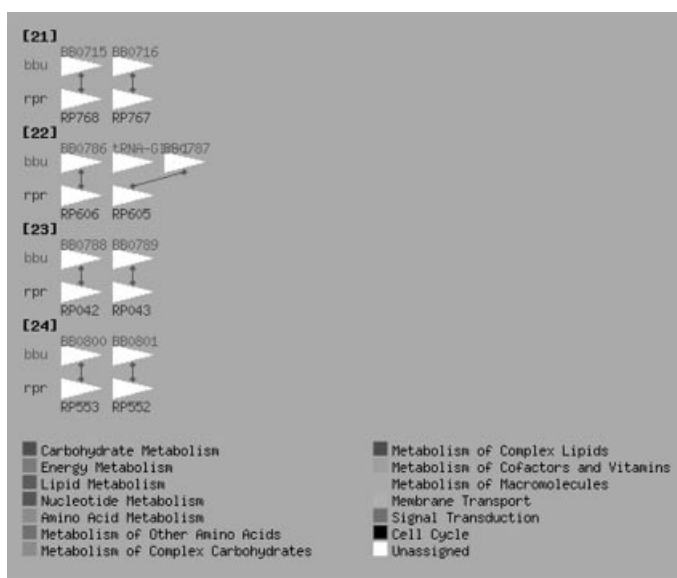 [21]
BB0715 BB0716
bbu
rpr
RP768 RP767
[22]
BB0786 tRNA-G BB0787
bbu
rpr
RP606 RP605
[23]
BB0788 BB0789
bbu
rpr
RP042 RP043
[24]
BB0800 BB0801
bbu
rpr
RP553 RP552
Carbohydrate Metabolism
Energy Metabolism
Lipid Metabolism
Nucleotide Metabolism
Amino Acid Metabolism
Metabolism of Other Amino Acids
Metabolism of Complex Carbohydrates
Metabolism of Complex Lipids
Metabolism of Cofactors and Vitamins
Metabolism of Macromolecules
Membrane Transport
Signal Transduction
Cell Cycle
Unassigned